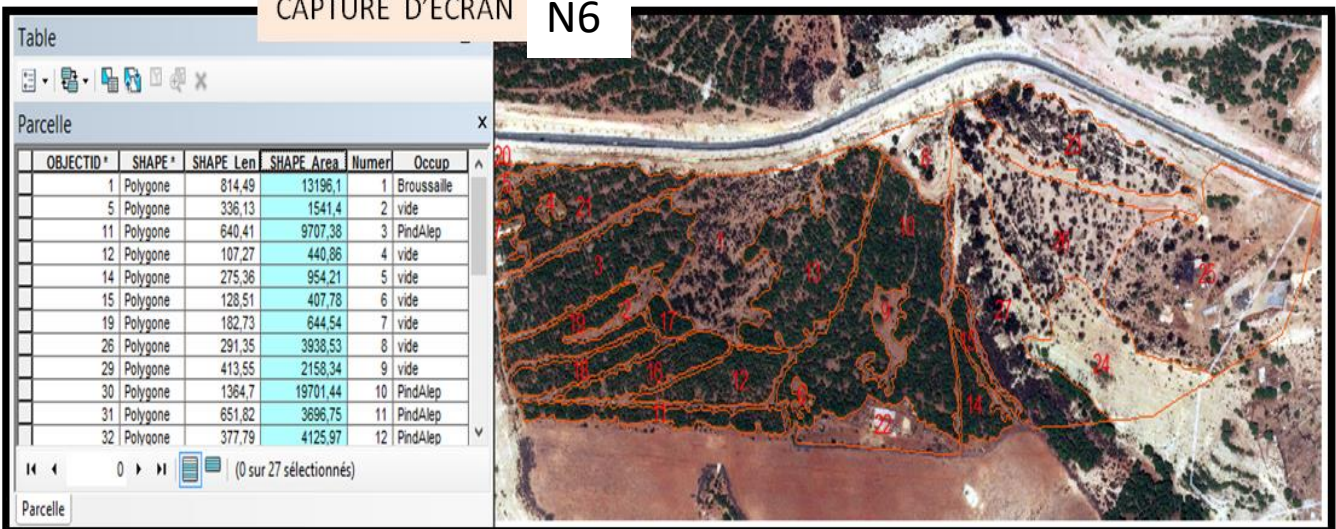 CAPTURE D'ECRAN
N6
Table
Parcelle x
OBJECTID * SHAPE * SHAPE_Len SHAPE_Area Numer Occup
1 Polygone 814,49 13196,1 1 Broussaille
5 Polygone 336,13 1541,4 2 vide
11 Polygone 640,41 9707,38 3 PindAlep
12 Polygone 107,27 440,86 4 vide
14 Polygone 275,36 954,21 5 vide
15 Polygone 128,51 407,78 6 vide
19 Polygone 182,73 644,54 7 vide
26 Polygone 291,35 3938,53 8 vide
29 Polygone 413,55 2158,34 9 vide
30 Polygone 1364,7 19701,44 10 PindAlep
31 Polygone 651,82 3696,75 11 PindAlep
32 Polygone 377,79 4125,97 12 PindAlep
0 (0 sur 27 sélectionnés)
Parcelle
20
8
23
4
21
10
1
26
3
13
25
2
9
27
17
24
16
12
11
14
22